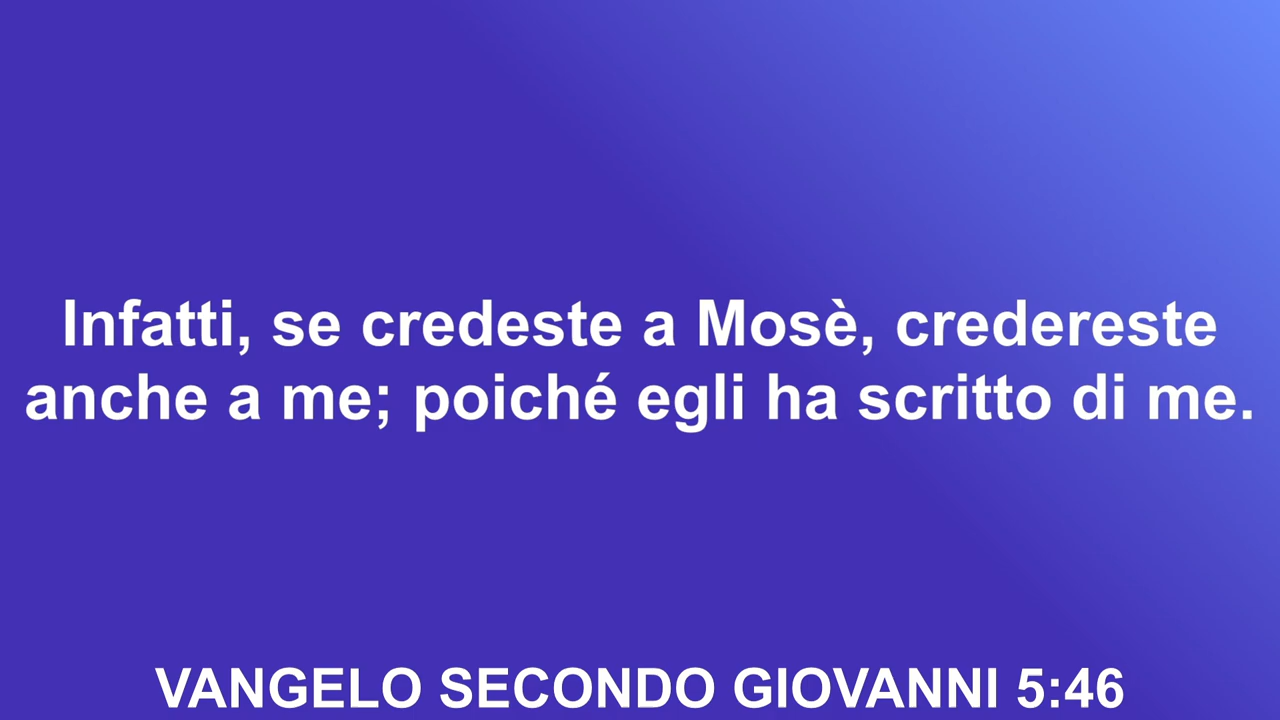 Infatti, se credeste a Mosè, credereste
anche a me; poiché egli ha scritto di me.
VANGELO SECONDO GIOVANNI 5:46